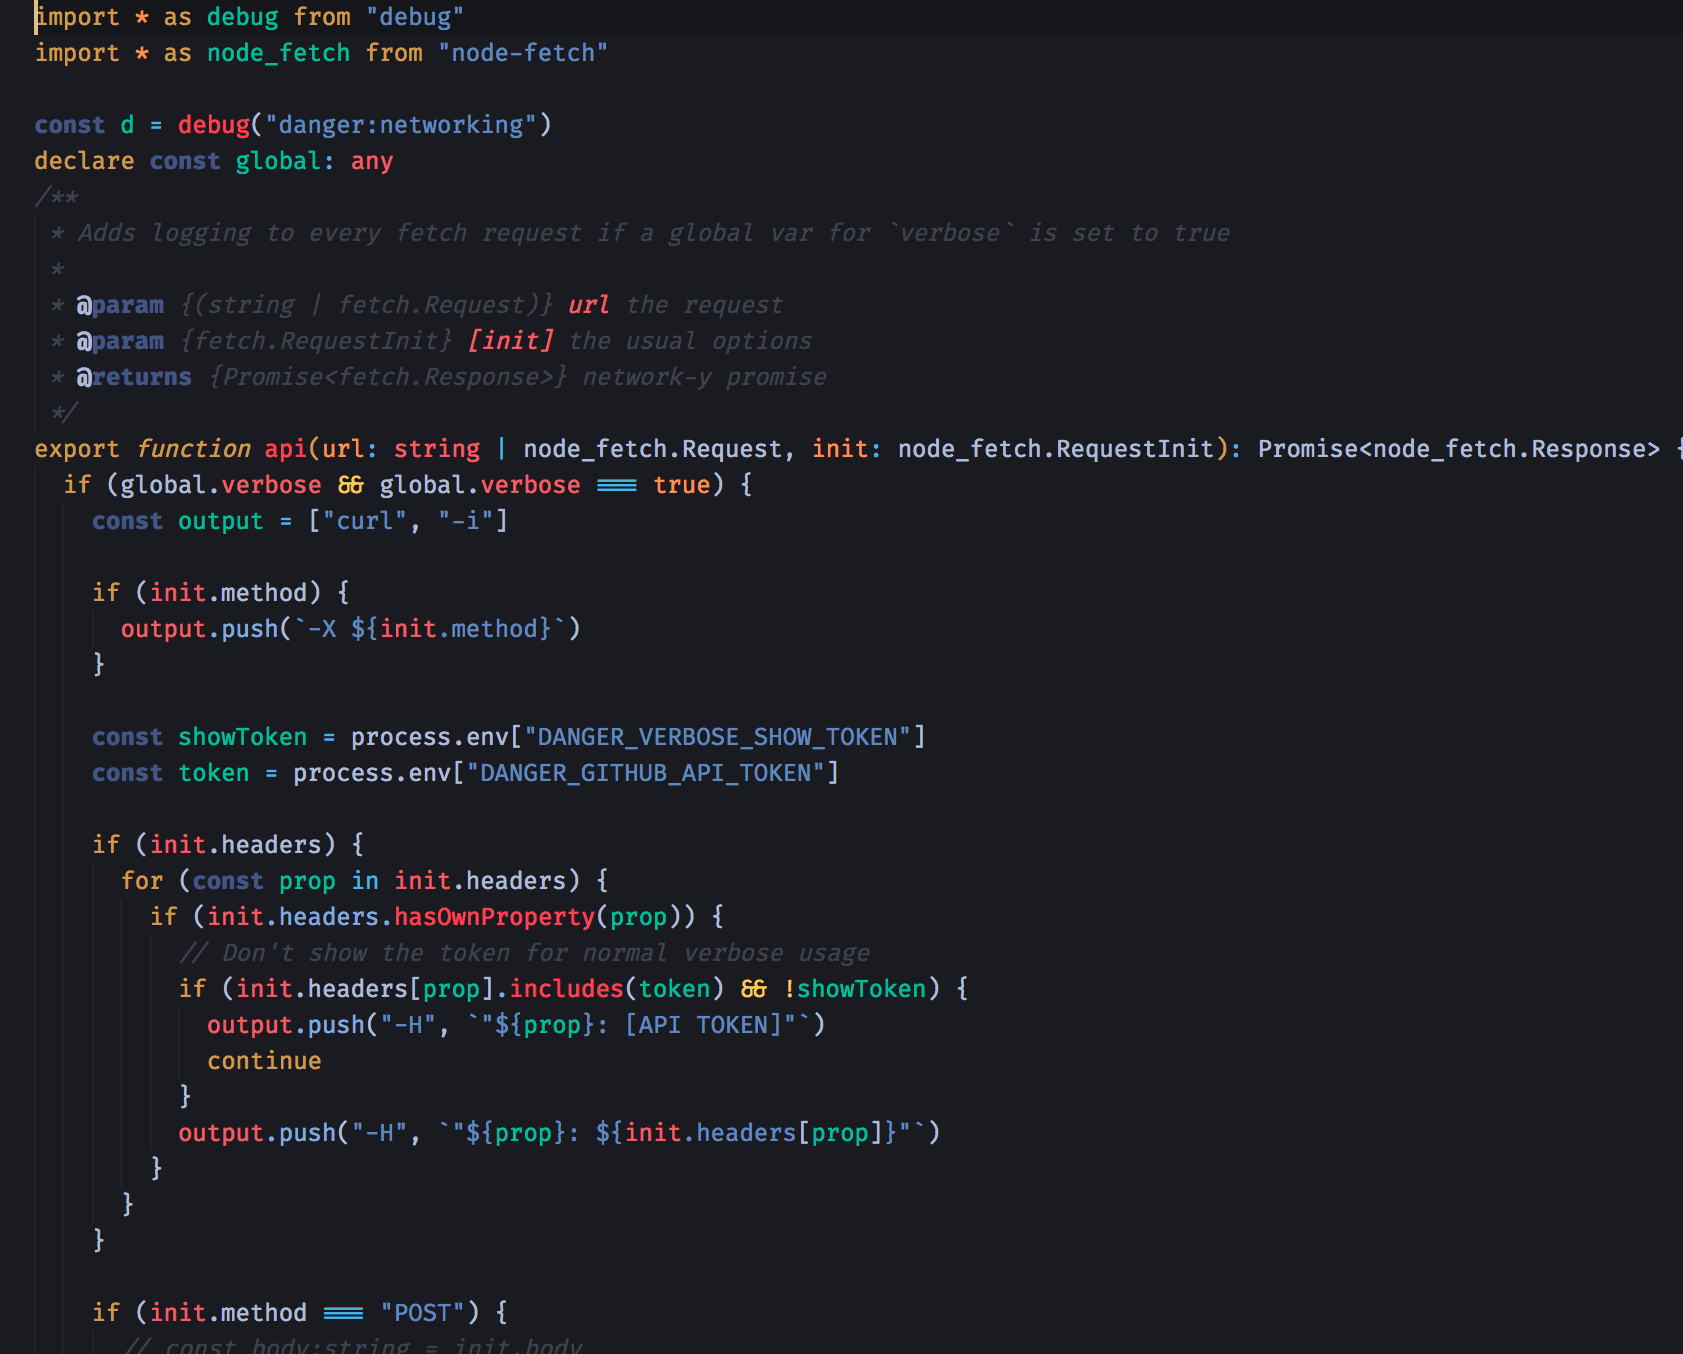 import * as debug from "debug"
import * as node_fetch from "node-fetch"

const d = debug("danger:networking")
declare const global: any
/**
 * Adds logging to every fetch request if a global var for `verbose` is set to true
 *
 * @param {(string | fetch.Request)} url the request
 * @param {fetch.RequestInit} [init] the usual options
 * @returns {Promise<fetch.Response>} network-y promise
 */
export function api(url: string | node_fetch.Request, init: node_fetch.RequestInit): Promise<node_fetch.Response> {
  if (global.verbose && global.verbose === true) {
    const output = ["curl", "-i"]

    if (init.method) {
      output.push(`-X ${init.method}`)
    }

    const showToken = process.env["DANGER_VERBOSE_SHOW_TOKEN"]
    const token = process.env["DANGER_GITHUB_API_TOKEN"]

    if (init.headers) {
      for (const prop in init.headers) {
        if (init.headers.hasOwnProperty(prop)) {
          // Don't show the token for normal verbose usage
          if (init.headers[prop].includes(token) && !showToken) {
            output.push("-H", `"${prop}: [API TOKEN]"`)
            continue
          }
          output.push("-H", `"${prop}: ${init.headers[prop]}"`)
        }
      }
    }

    if (init.method === "POST") {
      // const body:string = init.body